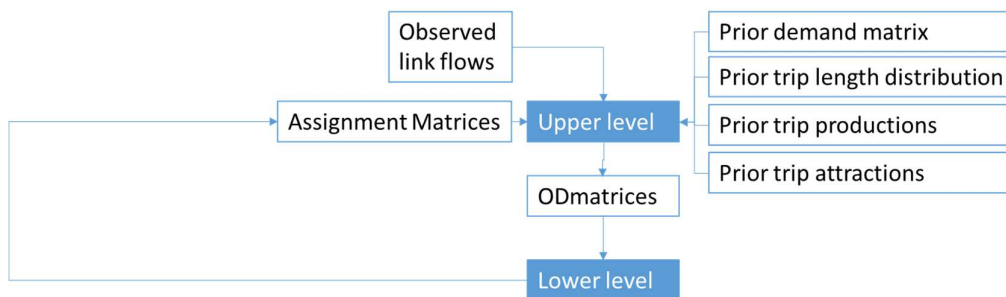 Observed
link flows
Prior demand matrix
Prior trip length distribution
Assignment Matrices
Upper level
Prior trip productions
Prior trip attractions
ODmatrices
Lower level